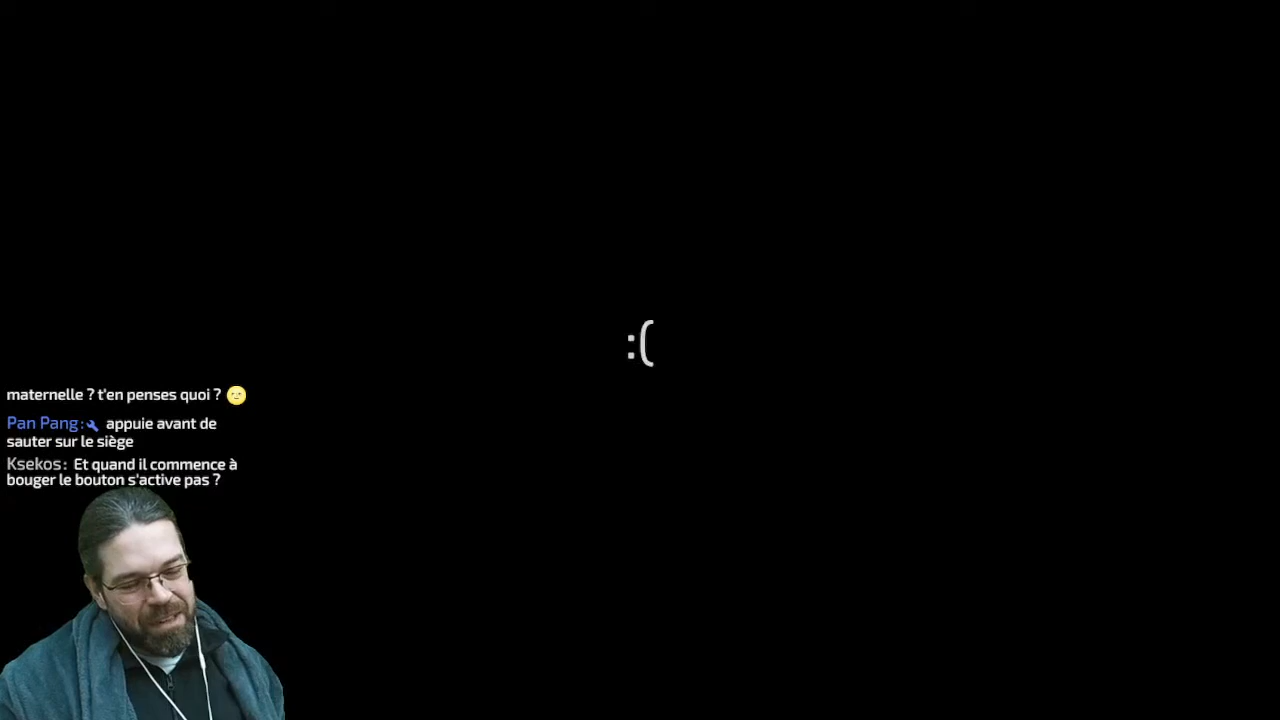 :(
maternelle ? t'en penses quoi ? 🌝
Pan Pang: appuie avant de
sauter sur le siège
Ksekos: Et quand il commence à
bouger le bouton s'active pas ?